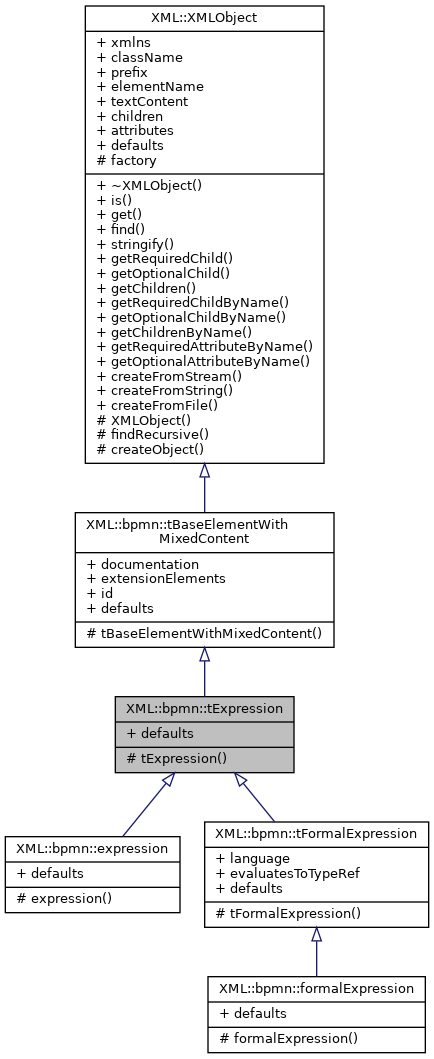 XML::XMLObject
+ xmlns
+ className
+ prefix
+ elementName
+ textContent
+ children
+ attributes
+ defaults
# factory
+ ~XMLObject()
+ is()
+ get()
+ find()
+ stringify()
+ getRequiredChild()
+ getOptionalChild()
+ getChildren()
+ getRequiredChildByName()
+ getOptionalChildByName()
+ getChildrenByName()
+ getRequiredAttributeByName()
+ getOptionalAttributeByName()
+ createFromStream()
+ createFromString()
+ createFromFile()
# XMLObject()
# findRecursive()
# createObject()
XML::bpmn::tBaseElementWith
MixedContent
+ documentation
+ extensionElements
+ id
+ defaults
# tBaseElementWithMixedContent()
XML::bpmn::tExpression
+ defaults
# tExpression()
XML::bpmn::expression
+ defaults
# expression()
XML::bpmn::tFormalExpression
+ language
+ evaluatesToTypeRef
+ defaults
# tFormalExpression()
XML::bpmn::formalExpression
+ defaults
# formalExpression()